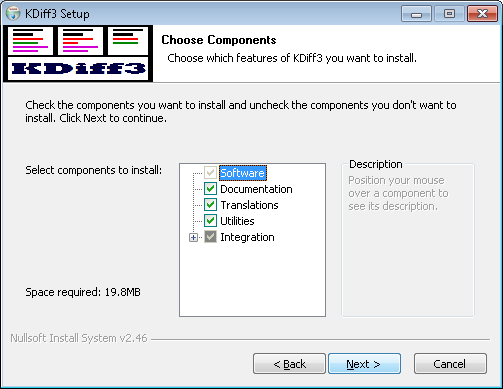 KDiff3 Setup
KDiff3
Choose Components
Choose which features of KDiff3 you want to install.
Check the components you want to install and uncheck the components you don't want to
install. Click Next to continue.
Select components to install:
Software
Documentation
Translations
Utilities
Integration
Description
Position your mouse
over a component to
see its description.
Space required: 19.8MB
Nullsoft Install System v2.46
< Back
Next >
Cancel